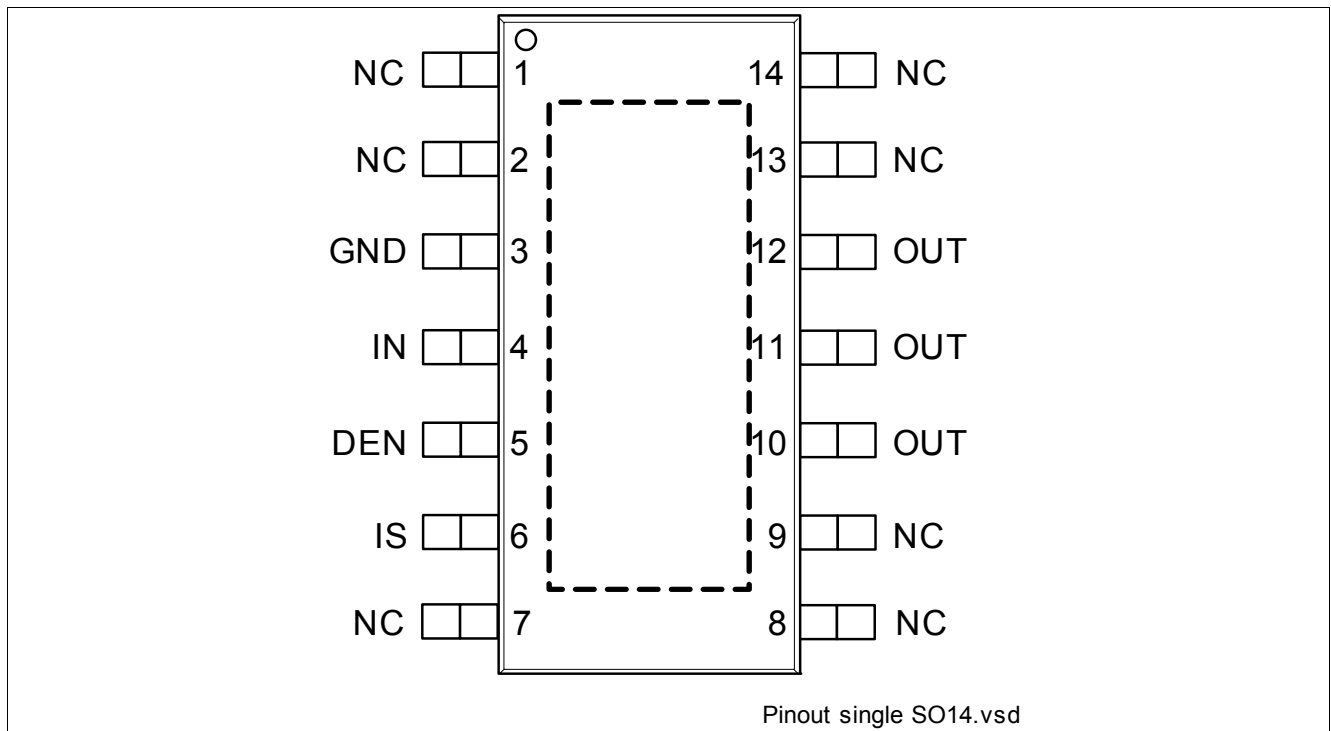 NC 1 14 NC
NC 2 13 NC
GND 3 12 OUT
IN 4 11 OUT
DEN 5 10 OUT
IS 6 9 NC
NC 7 8 NC
Pinout single SO14.vsd